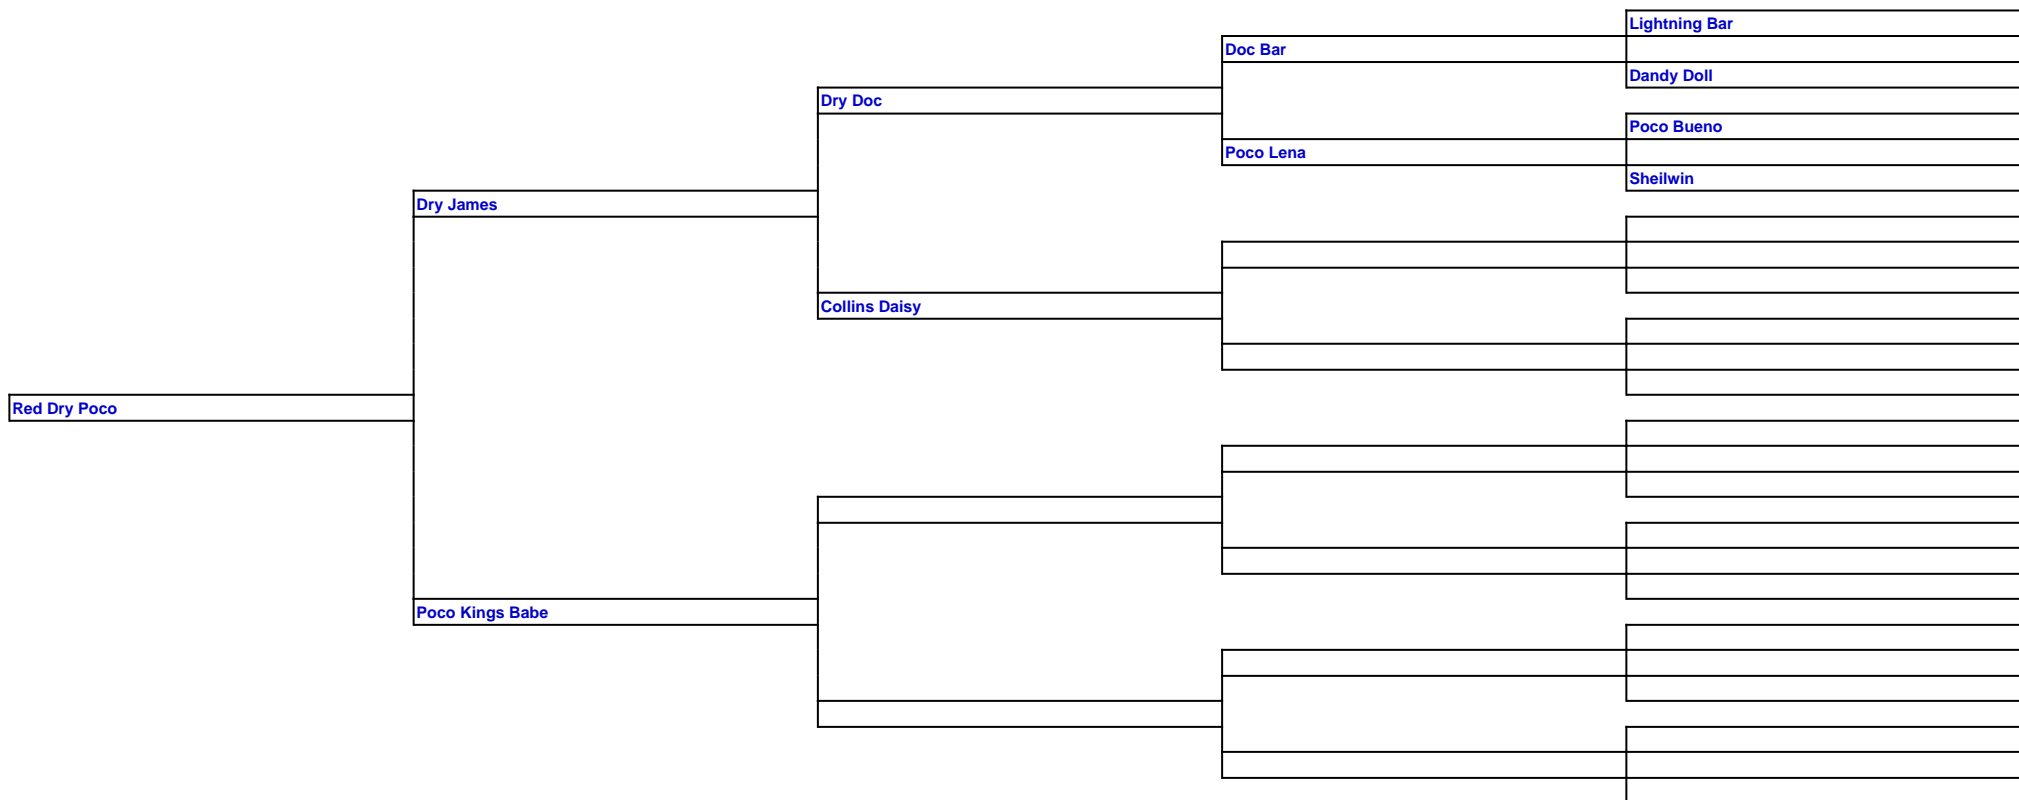 Lightning Bar
Doc Bar
Dandy Doll
Dry Doc
Poco Bueno
Poco Lena
Sheilwin
Dry James
Collins Daisy
Red Dry Poco
Poco Kings Babe